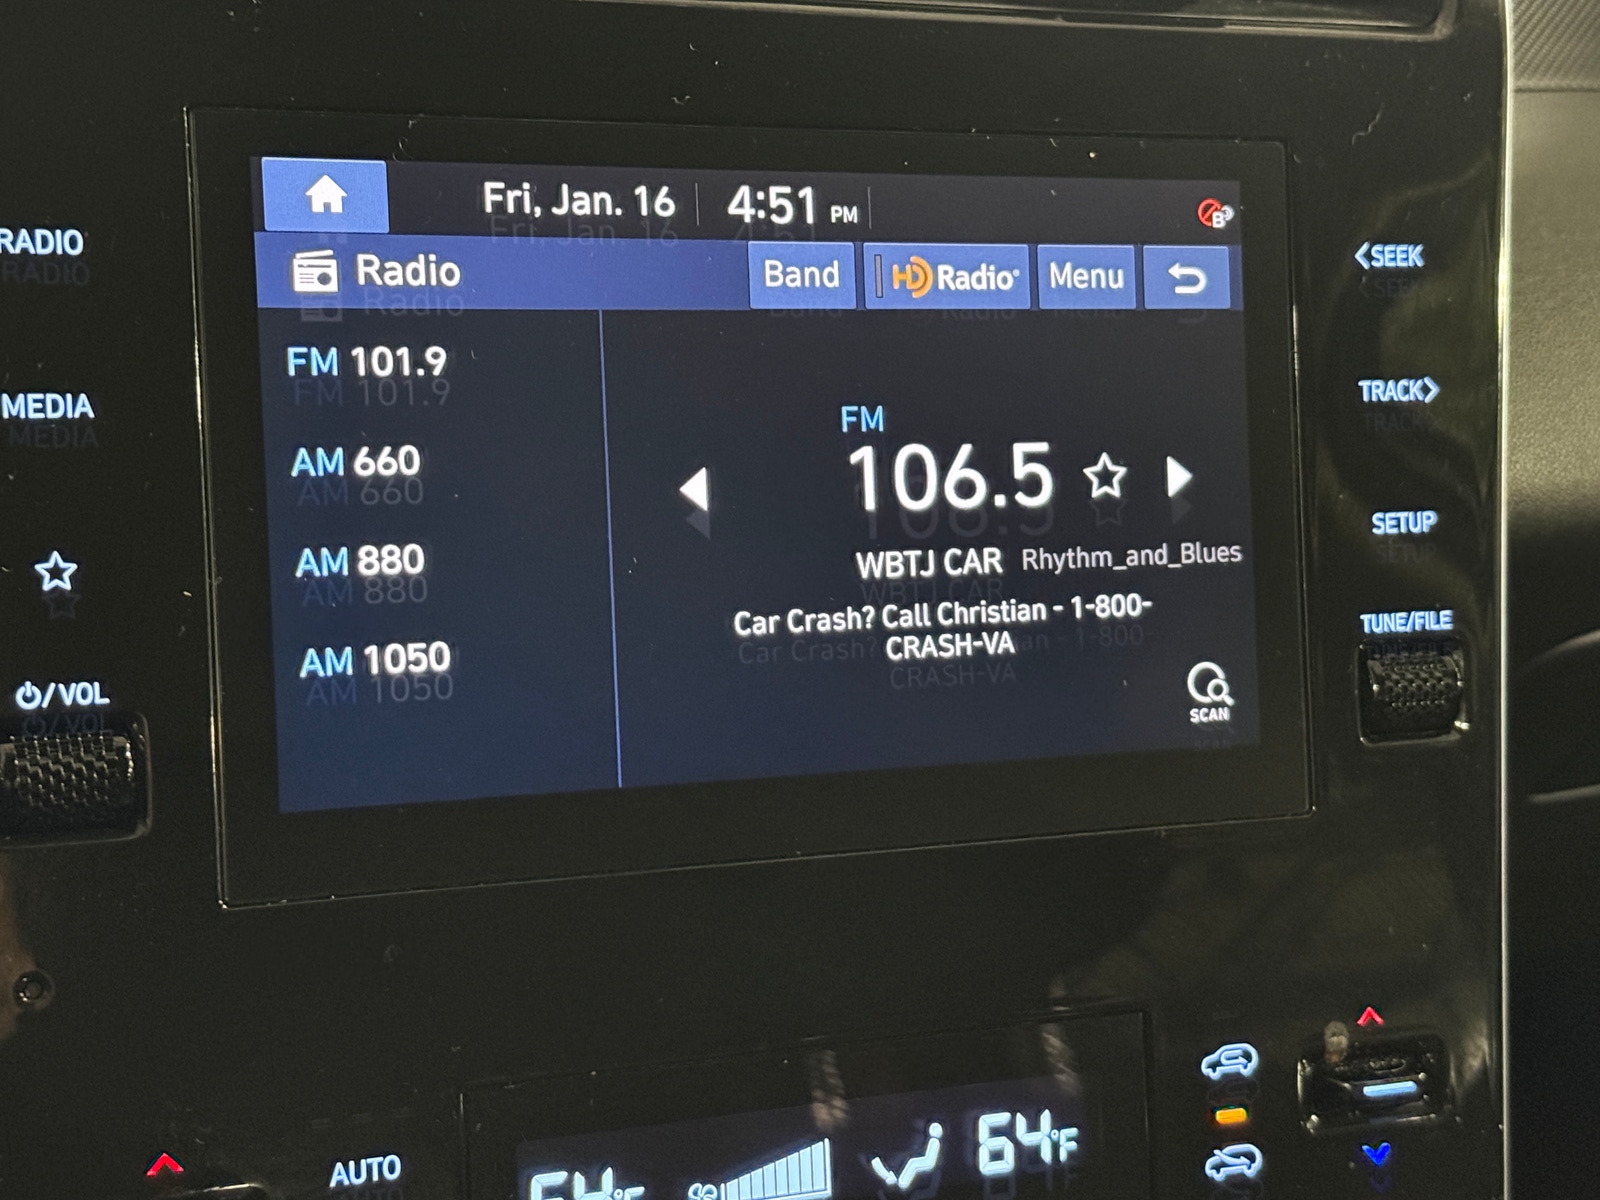 Fri, Jan. 16 4:51 PM B
RADIO
Radio Band HD Radio® Menu
<SEEK
FM 101.9
MEDIA
TRACK>
FM
AM 660
106.5
SETUP
AM 880
WBTJ CAR Rhythm_and_Blues
Car Crash? Call Christian - 1-800-
CRASH-VA
TUNE/FILE
AM 1050
/VOL
SCAN
AUTO
64°F
64°F